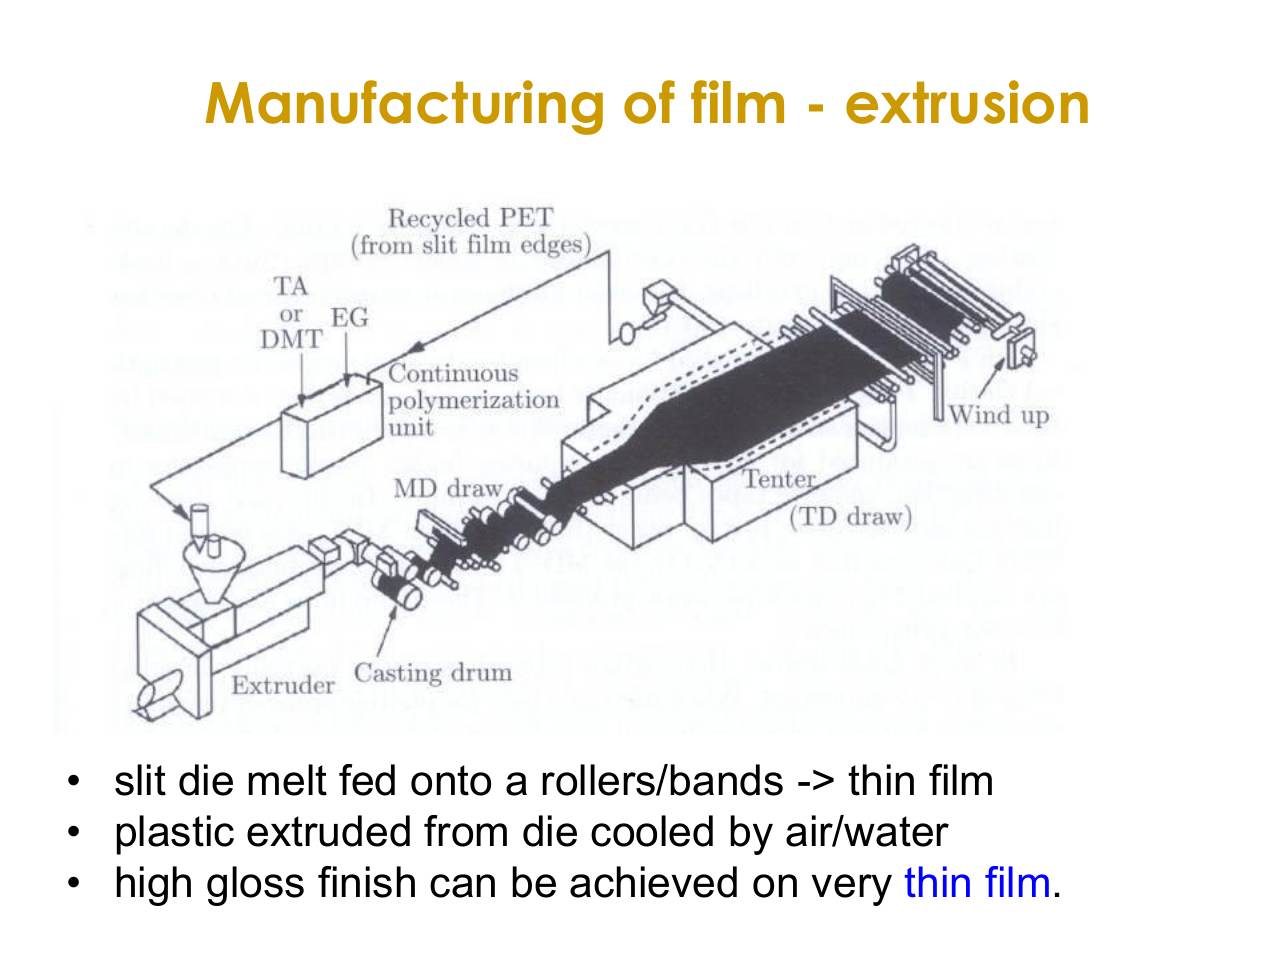 Manufacturing of film - extrusion
Recycled PET
(from slit film edges)
TA
or
DMT
EG
Continuous
polymerization
unit
MD draw
Wind up
Tenter
(TD draw)
Casting drum
Extruder
• slit die melt fed onto a rollers/bands -> thin film
• plastic extruded from die cooled by air/water
• high gloss finish can be achieved on very thin film.